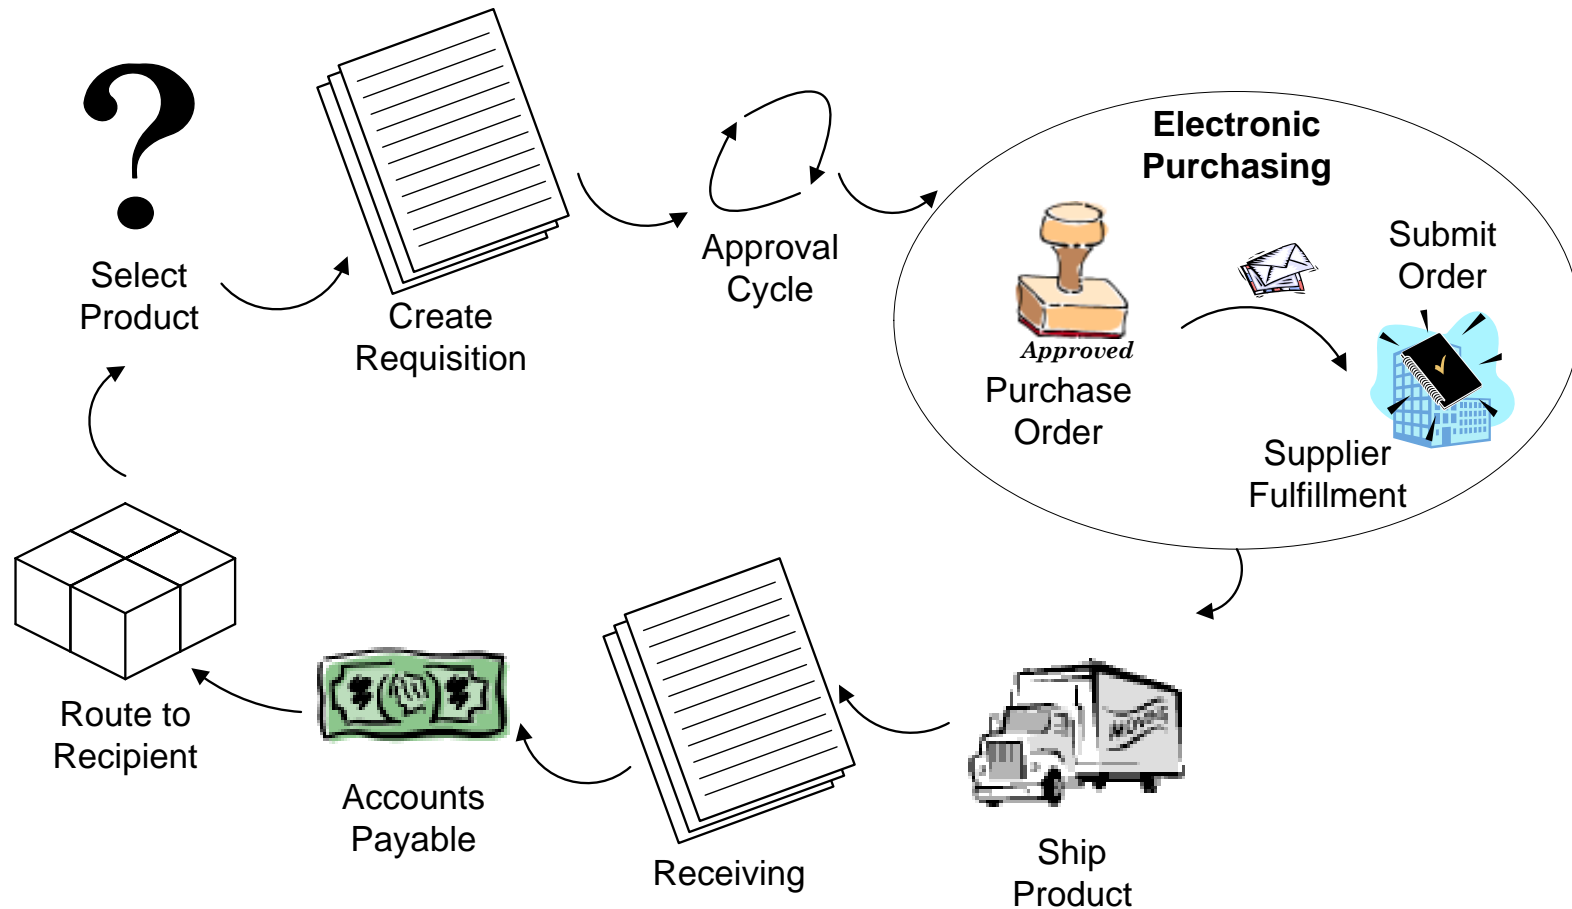 Select
Product
Create
Requisition
Approval
Cycle
Electronic
Purchasing
Approved
Purchase
Order
Submit
Order
Supplier
Fulfillment
Ship
Product
MOVING
Receiving
Accounts
Payable
Route to
Recipient